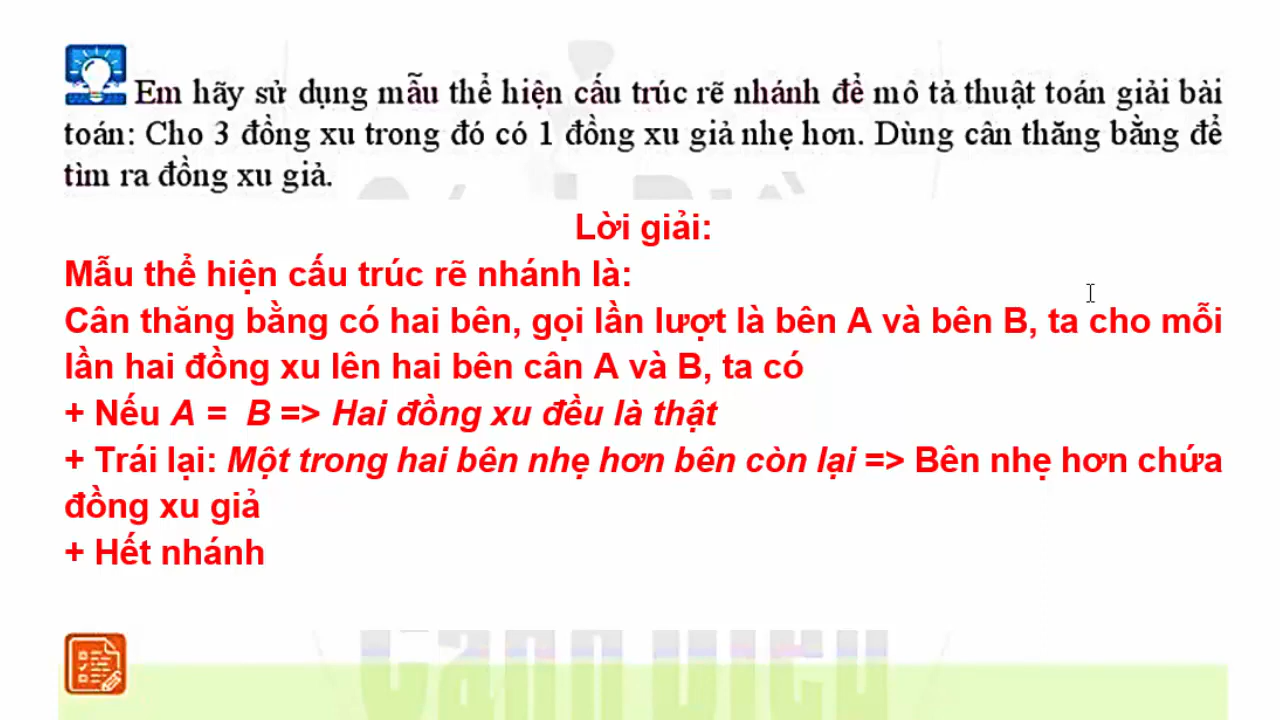 Em hãy sử dụng mẫu thể hiện cấu trúc rẽ nhánh để mô tả thuật toán giải bài
toán: Cho 3 đồng xu trong đó có 1 đồng xu giả nhẹ hơn. Dùng cân thăng bằng để
tìm ra đồng xu giả.
Lời giải:
Mẫu thể hiện cấu trúc rẽ nhánh là:
Cân thăng bằng có hai bên, gọi lần lượt là bên A và bên B, ta cho mỗi
lần hai đồng xu lên hai bên cân A và B, ta có
+ Nếu A = B => Hai đồng xu đều là thật
+ Trái lại: Một trong hai bên nhẹ hơn bên còn lại => Bên nhẹ hơn chứa
đồng xu giả
+ Hết nhánh